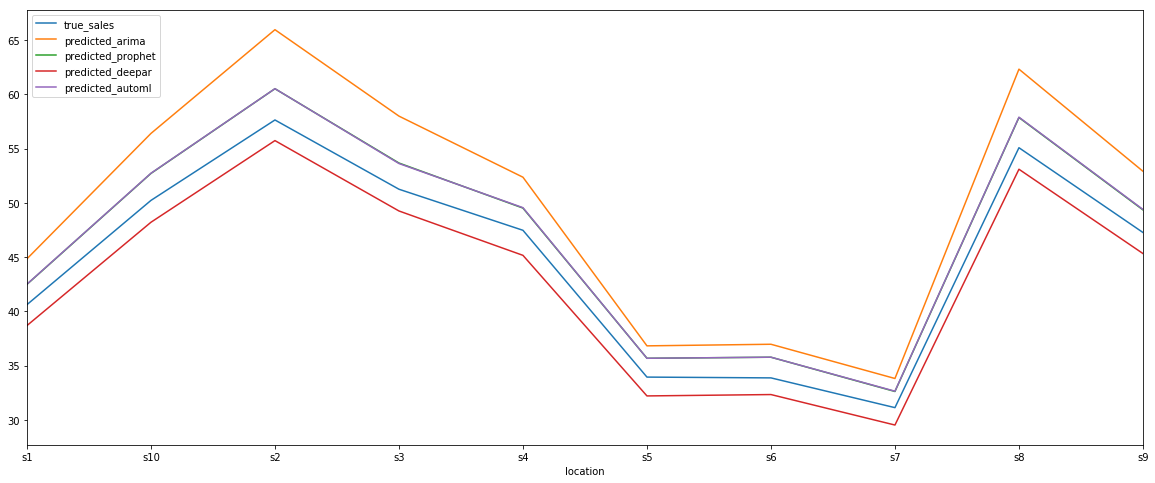 true_sales
predicted_arima
predicted_prophet
predicted_deepar
predicted_automl
65
60
55
50
45
40
35
30
s1 s10 s2 s3 s4 s5 s6 s7 s8 s9
location